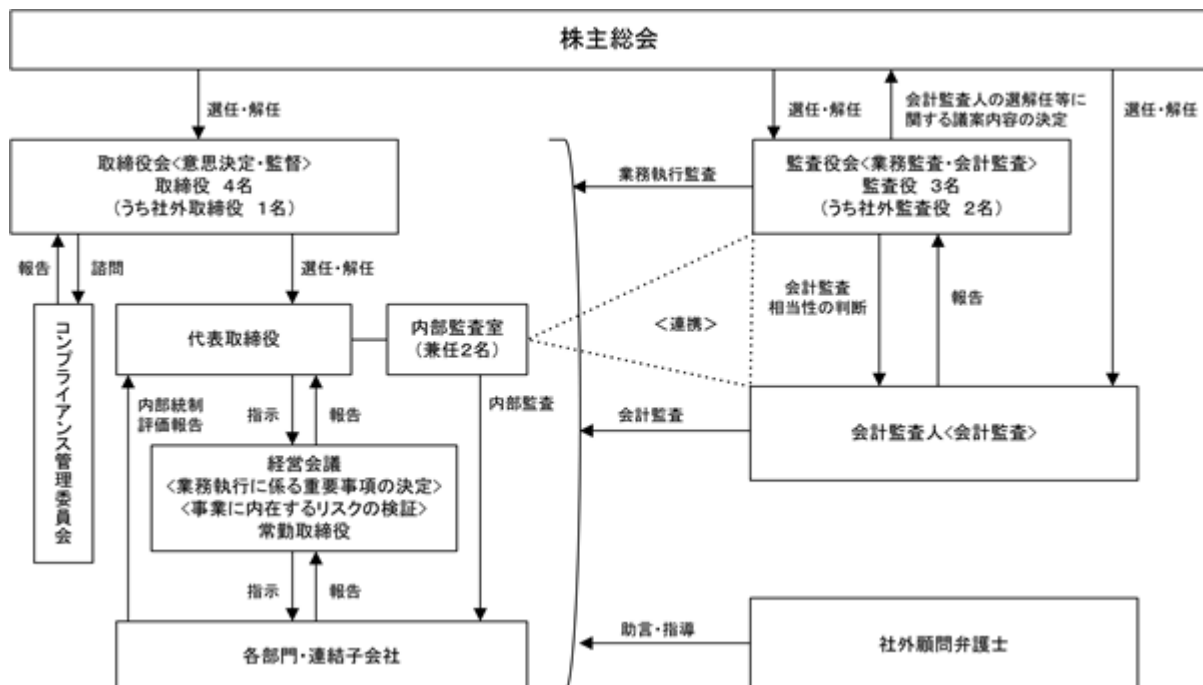 株主総会
選任・解任
選任・解任
会計監査人の選解任等に
関する議案内容の決定
選任・解任
取締役会<意思決定・監督>
取締役 4名
(うち社外取締役 1名)
業務執行監査
監査役会<業務監査・会計監査>
監査役 3名
(うち社外監査役 2名)
報告
諮問
選任・解任
会計監査
相当性の判断
報告
コンプライアンス管理委員会
代表取締役
内部監査室
(兼任2名)
<連携>
内部統制
評価報告
指示
報告
内部監査
会計監査
会計監査人<会計監査>
経営会議
<業務執行に係る重要事項の決定>
<事業に内在するリスクの検証>
常勤取締役
指示
報告
各部門・連結子会社
助言・指導
社外顧問弁護士